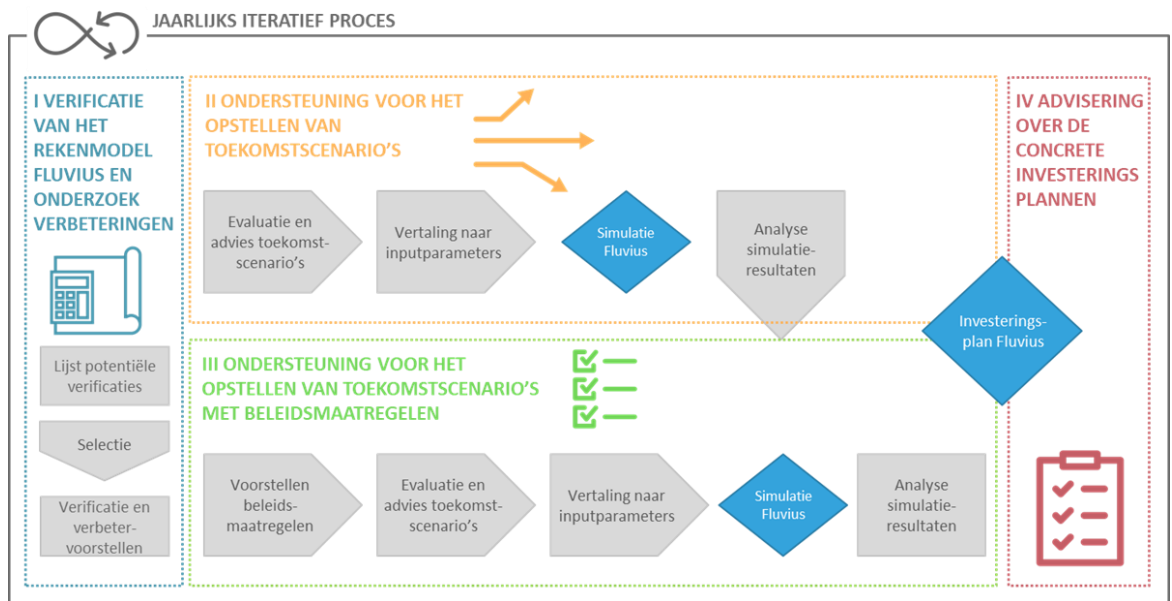 JAARLIJKS ITERATIEF PROCES
I VERIFICATIE
VAN HET
REKENMODEL
FLUVIUS EN
ONDERZOEK
VERBETERINGEN
Lijst potentiële
verificaties
Selectie
Verificatie en
verbeter-
voorstellen
II ONDERSTEUNING VOOR HET
OPSTELLEN VAN
TOEKOMSTSCENARIO'S
Evaluatie en
advies toekomst-
scenario's
Vertaling naar
inputparameters
Simulatie
Fluvius
Analyse
simulatie-
resultaten
III ONDERSTEUNING VOOR HET
OPSTELLEN VAN TOEKOMSTSCENARIO'S
MET BELEIDSMAATREGELEN
Voorstellen
beleids-
maatregelen
Evaluatie en
advies toekomst-
scenario's
Vertaling naar
inputparameters
Simulatie
Fluvius
Analyse
simulatie-
resultaten
Investerings-
plan Fluvius
IV ADVISERING
OVER DE
CONCRETE
INVESTERINGS
PLANNEN